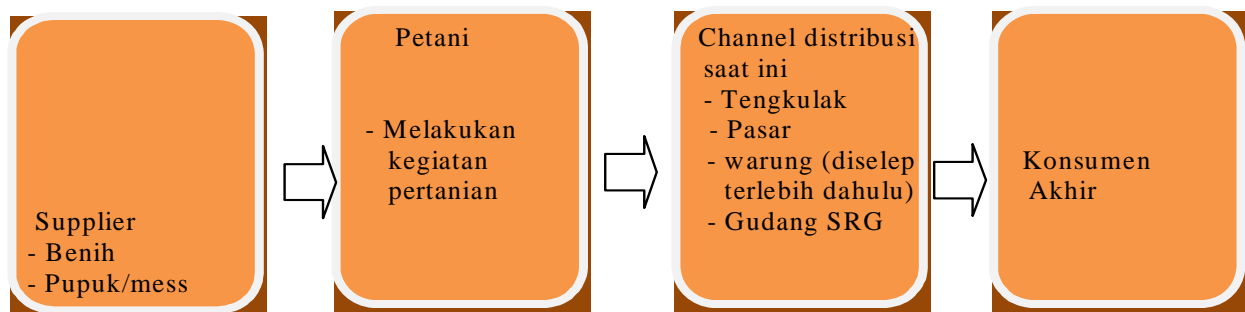 Supplier
- Benih
- Pupuk/mess
Petani
- Melakukan
kegiatan
pertanian
Channel distribusi
saat ini
- Tengkulak
- Pasar
- warung (diselep
terlebih dahulu)
- Gudang SRG
Konsumen
Akhir